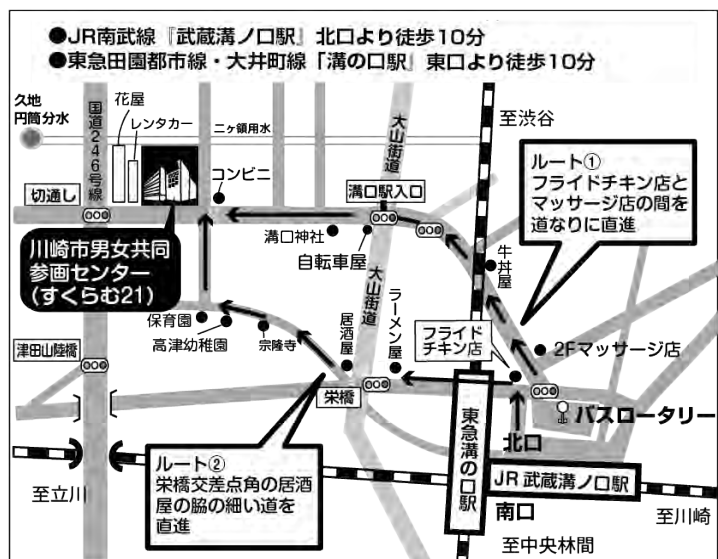 ●JR南武線『武蔵溝ノ口駅』北口より徒歩10分
●東急田園都市線・大井町線「溝の口駅」東口より徒歩10分
久地
円筒分水
国道246号線
花屋
レンタカー
二ヶ領用水
大山街道
至渋谷
コンビニ
切通し
溝口駅入口
ルート①
フライドチキン店と
マッサージ店の間を
道なりに直進
川崎市男女共同
参画センター
(すくらむ21)
溝口神社
自転車屋
牛丼屋
大山街道
保育園
高津幼稚園
宗隆寺
居酒屋
ラーメン屋
フライド
チキン店
2Fマッサージ店
津田山陸橋
栄橋
バスロータリー
北口
東急溝の口駅
ルート②
栄橋交差点角の居酒
屋の脇の細い道を
直進
JR 武蔵溝ノ口駅
南口
至立川
至川崎
至中央林間